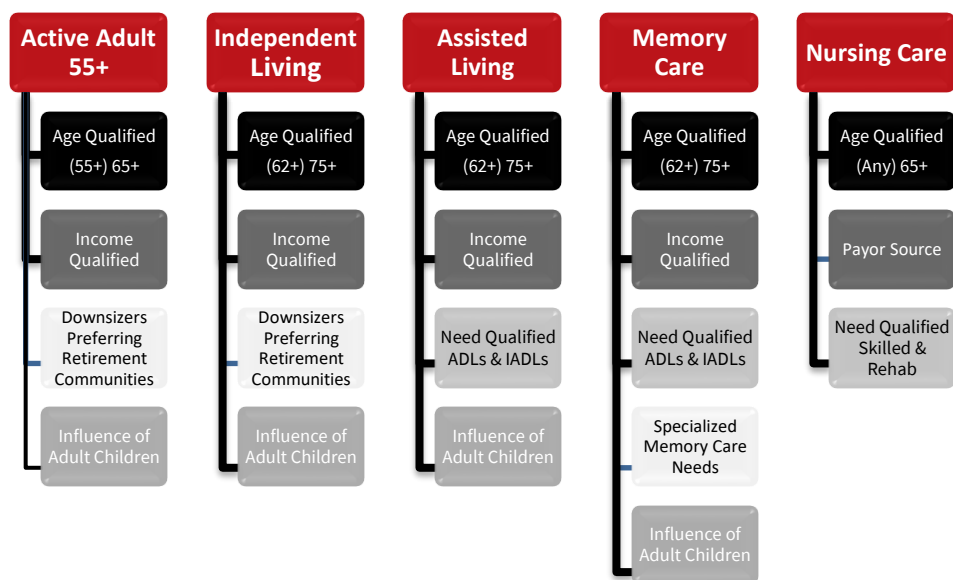 Active Adult
55+
Age Qualified
(55+) 65+
Income
Qualified
Downsizers
Preferring
Retirement
Communities
Influence of
Adult Children
Independent
Living
Age Qualified
(62+) 75+
Income
Qualified
Downsizers
Preferring
Retirement
Communities
Influence of
Adult Children
Assisted
Living
Age Qualified
(62+) 75+
Income
Qualified
Need Qualified
ADLs & IADLs
Influence of
Adult Children
Memory
Care
Age Qualified
(62+) 75+
Income
Qualified
Need Qualified
ADLs & IADLs
Specialized
Memory Care
Needs
Influence of
Adult Children
Nursing Care
Age Qualified
(Any) 65+
Payor Source
Need Qualified
Skilled &
Rehab